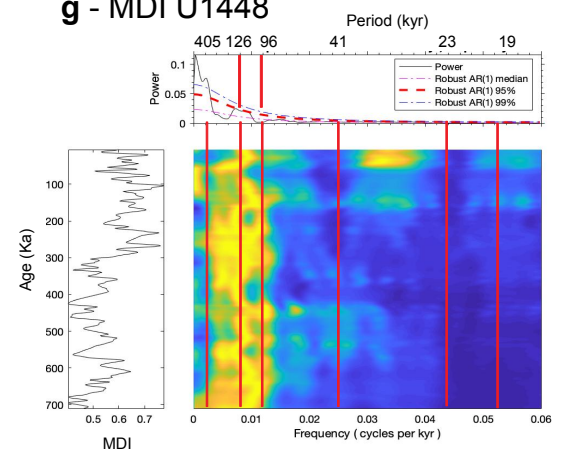 g - MDI U1448
Period (kyr)
405 126 96 41 23 19
Power
0.1
0.05
0
Power
Robust AR(1) median
Robust AR(1) 95%
Robust AR(1) 99%
Age (Ka)
100
200
300
400
500
600
700
0.5 0.6 0.7
MDI
0 0.01 0.02 0.03 0.04 0.05 0.06
Frequency ( cycles per kyr )